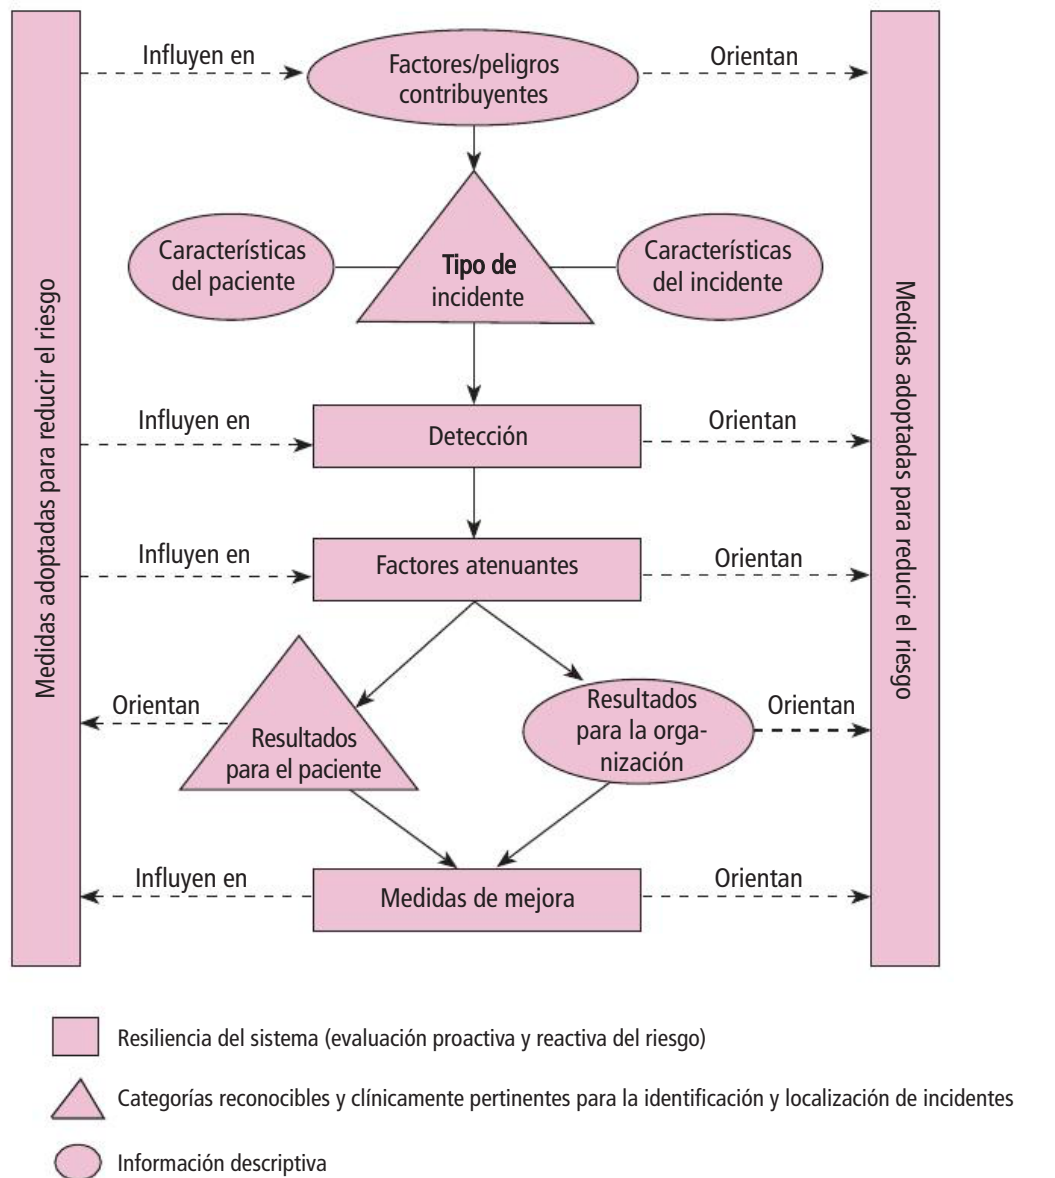 Influyen en
Factores/peligros
contribuyentes
Orientan
Medidas adoptadas para reducir el riesgo
Características
del paciente
Tipo de
incidente
Características
del incidente
Medidas adoptadas para reducir el riesgo
Influyen en
Detección
Orientan
Influyen en
Factores atenuantes
Orientan
Orientan
Resultados
para el paciente
Resultados
para la orga-
nización
Orientan
Influyen en
Medidas de mejora
Orientan
Resiliencia del sistema (evaluación proactiva y reactiva del riesgo)
Categorías reconocibles y clínicamente pertinentes para la identificación y localización de incidentes
Información descriptiva